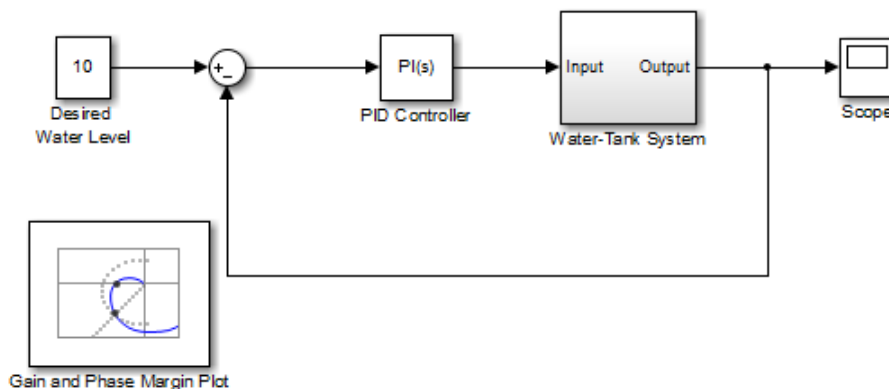 10
Desired
Water Level
+
−
PI(s)
PID Controller
Input
Output
Water-Tank System
Scope
Gain and Phase Margin Plot